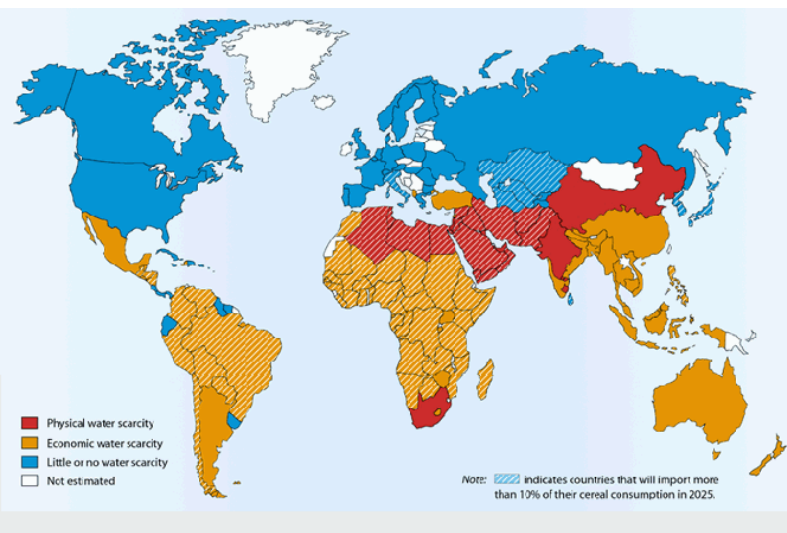 Physical water scarcity
Economic water scarcity
Little or no water scarcity
Not estimated
Note: indicates countries that will import more
than 10% of their cereal consumption in 2025.